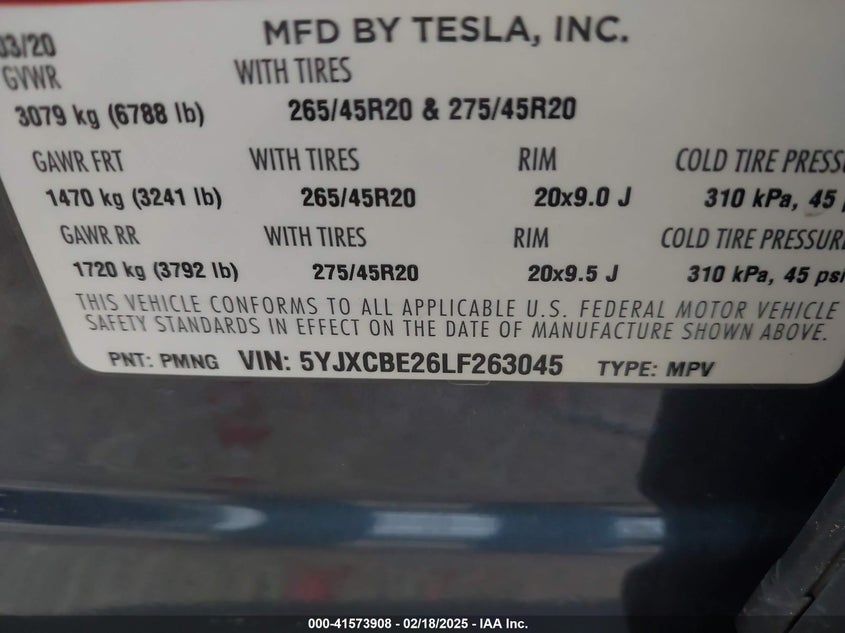 03/20 MFD BY TESLA, INC.
GVWR WITH TIRES
3079 kg (6788 lb) 265/45R20 & 275/45R20
GAWR FRT WITH TIRES RIM COLD TIRE PRESSU
1470 kg (3241 lb) 265/45R20 20x9.0 J 310 kPa, 45 p
GAWR RR WITH TIRES RIM COLD TIRE PRESSURE
1720 kg (3792 lb) 275/45R20 20x9.5 J 310 kPa, 45 psi
THIS VEHICLE CONFORMS TO ALL APPLICABLE U.S. FEDERAL MOTOR VEHICLE
SAFETY STANDARDS IN EFFECT ON THE DATE OF MANUFACTURE SHOWN ABOVE.
PNT: PMNG VIN: 5YJXCBE26LF263045 TYPE: MPV
000-41573908 - 02/18/2025 - IAA Inc.